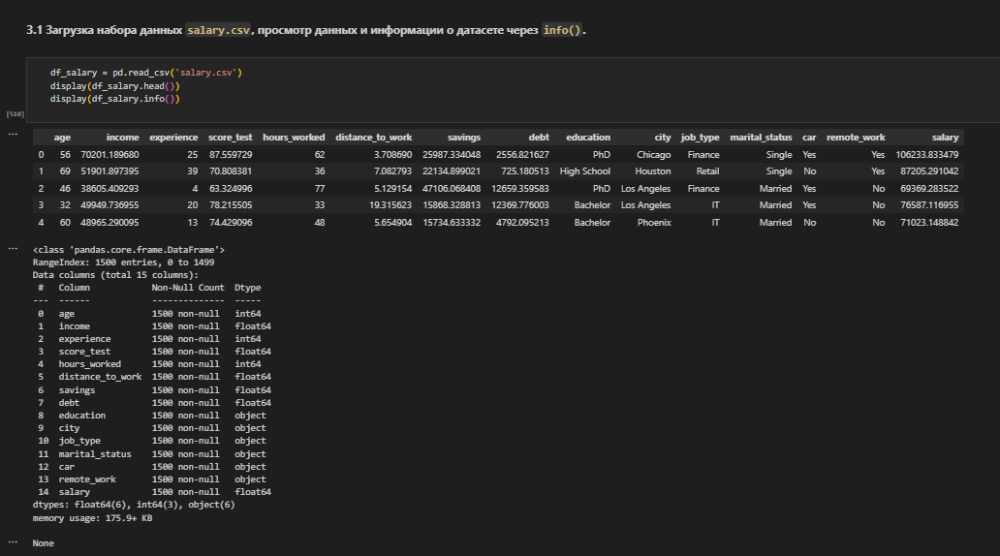 3.1 Загрузка набора данных salary.csv, просмотр данных и информации о датасете через info().
df_salary = pd.read_csv('salary.csv')
display(df_salary.head())
display(df_salary.info())
[510]
...
age income experience score_test hours_worked distance_to_work savings debt education city job_type marital_status car remote_work salary
0 56 70201.189680 25 87.559729 62 3.708690 25987.334048 2556.821627 PhD Chicago Finance Single Yes Yes 106233.833479
1 69 51901.897395 39 70.808381 36 7.082793 22134.899021 725.180513 High School Houston Retail Single No Yes 87205.291042
2 46 38605.409293 4 63.324996 77 5.129154 47106.068408 12659.359583 PhD Los Angeles Finance Married Yes No 69369.283522
3 32 49949.736955 20 78.215505 33 19.315623 15868.328813 12369.776003 Bachelor Los Angeles IT Married Yes No 76587.116955
4 60 48965.290095 13 74.429096 48 5.654904 15734.633332 4792.095213 Bachelor Phoenix IT Married No No 71023.148842
...
<class 'pandas.core.frame.DataFrame'>
RangeIndex: 1500 entries, 0 to 1499
Data columns (total 15 columns):
# Column Non-Null Count Dtype
--- ------ -------------- -----
0 age 1500 non-null int64
1 income 1500 non-null float64
2 experience 1500 non-null int64
3 score_test 1500 non-null float64
4 hours_worked 1500 non-null int64
5 distance_to_work 1500 non-null float64
6 savings 1500 non-null float64
7 debt 1500 non-null float64
8 education 1500 non-null object
9 city 1500 non-null object
10 job_type 1500 non-null object
11 marital_status 1500 non-null object
12 car 1500 non-null object
13 remote_work 1500 non-null object
14 salary 1500 non-null float64
dtypes: float64(6), int64(3), object(6)
memory usage: 175.9+ KB
...
None